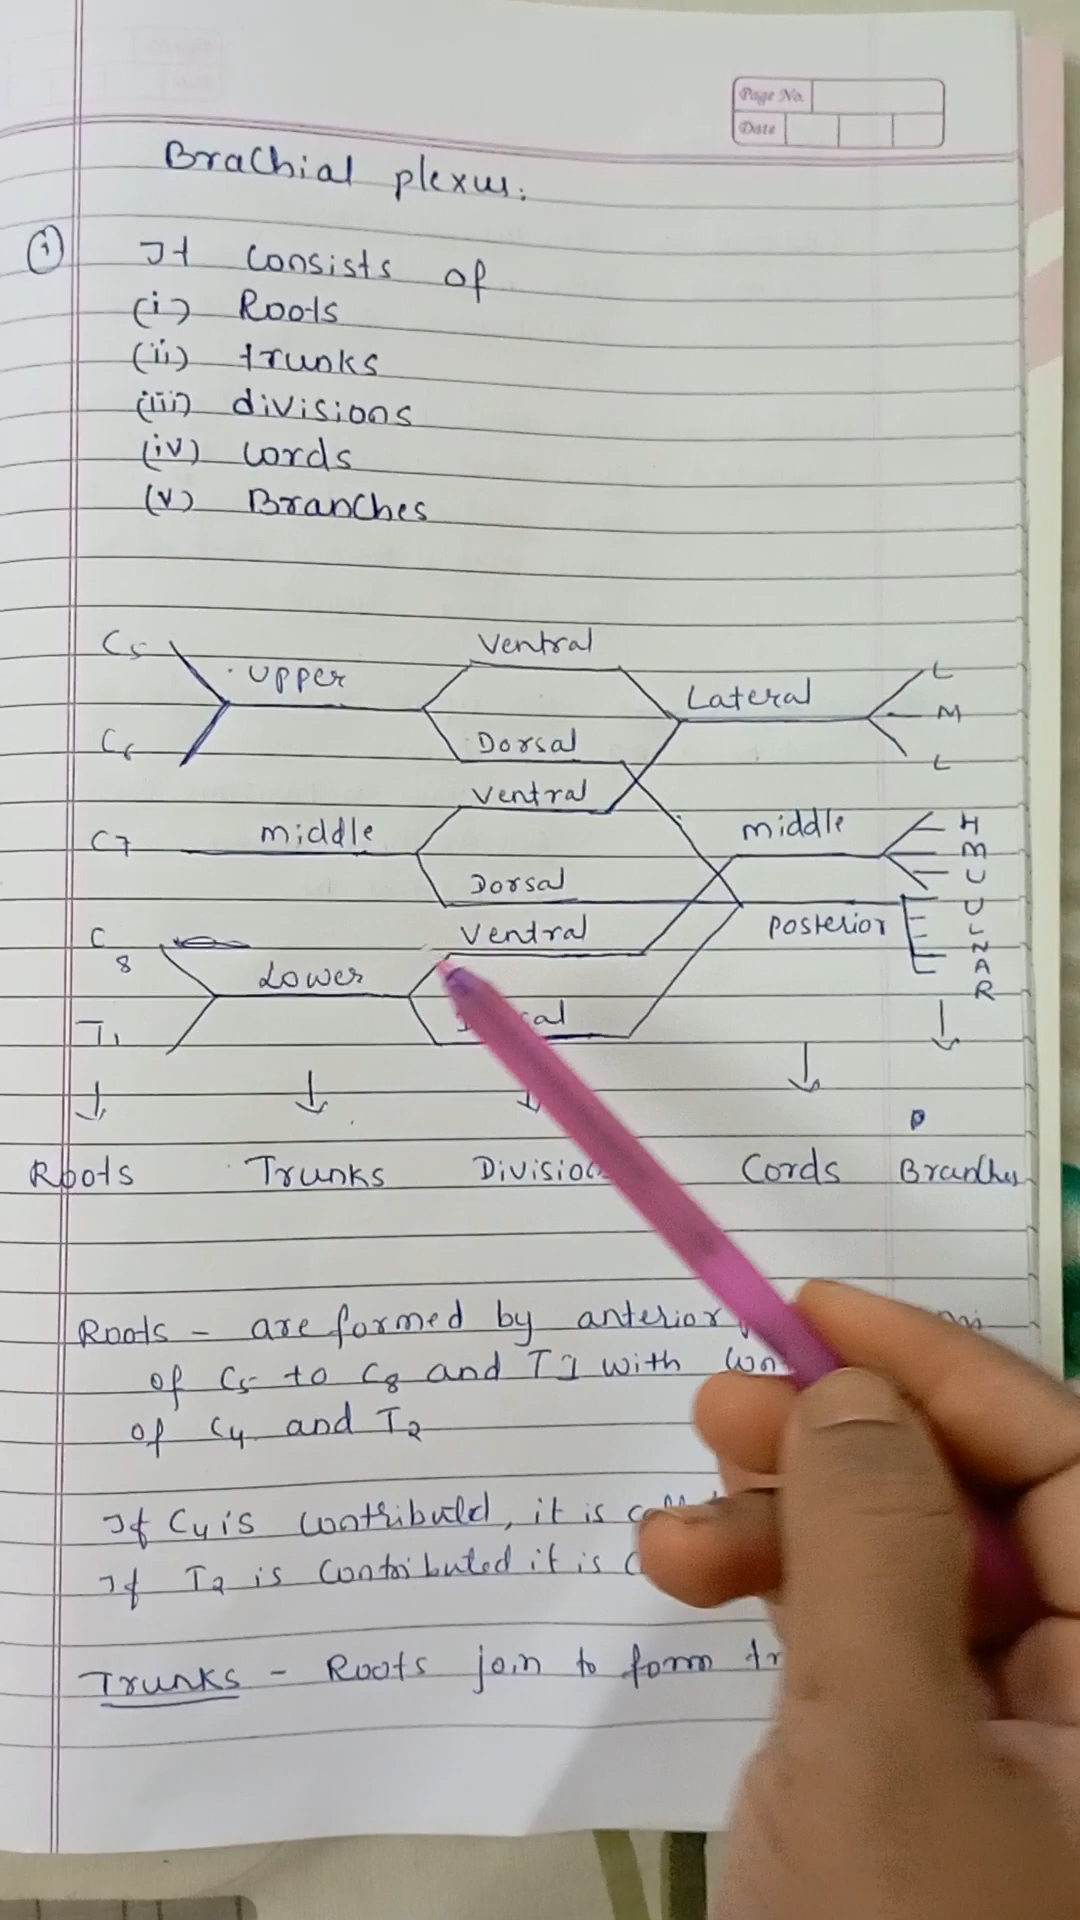 Page No.
Date
Brachial plexus:
① It consists of
(i) Roots
(ii) trunks
(iii) divisions
(iv) Cords
(v) Branches
C5 Upper Ventral Lateral L
M
L
C6 Dorsal
Ventral
C7 middle middle H
M
U
Dorsal
C8 Ventral posterior U
L
N
A
R
Lower
T1
Roots Trunks Cords Branches
Roots - are formed by anterior
of C5 to C8 and T1 with
of C4 and T2
If C4 is contributed, it is
If T2 is contributed it is
Trunks - Roots join to form